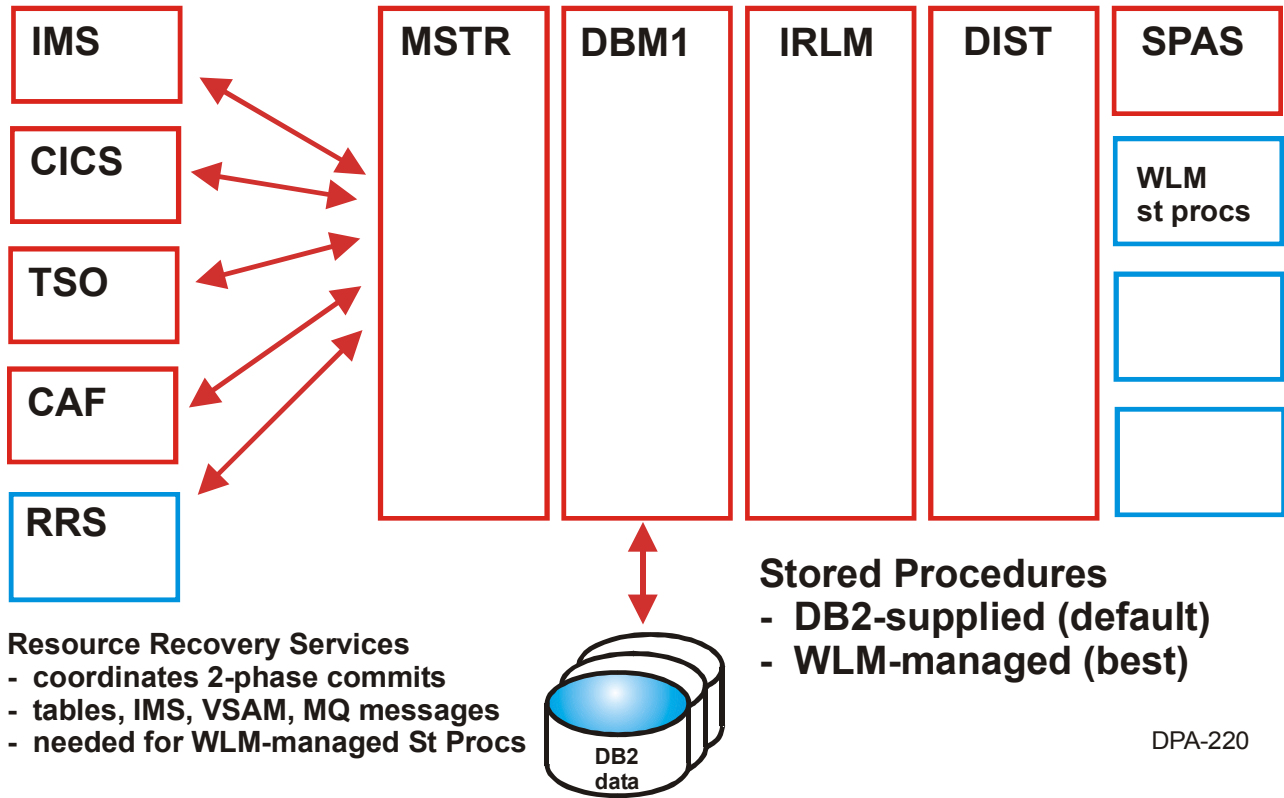 IMS
CICS
TSO
CAF
RRS
MSTR
DBM1
IRLM
DIST
SPAS
WLM
st procs
Resource Recovery Services
- coordinates 2-phase commits
- tables, IMS, VSAM, MQ messages
- needed for WLM-managed St Procs
DB2
data
Stored Procedures
- DB2-supplied (default)
- WLM-managed (best)
DPA-220